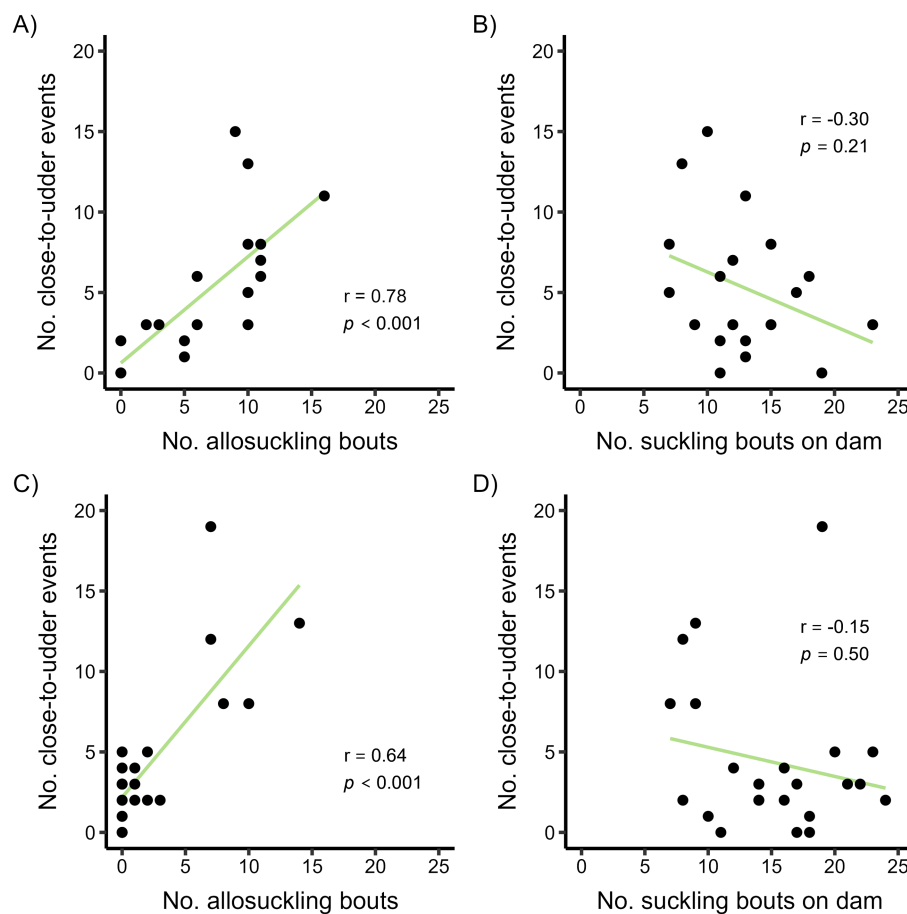 A)
No. close-to-udder events
20
15
10
5
0
r = 0.78
p < 0.001
0 5 10 15 20 25
No. allosuckling bouts
B)
No. close-to-udder events
20
15
10
5
0
r = -0.30
p = 0.21
0 5 10 15 20 25
No. suckling bouts on dam
C)
No. close-to-udder events
20
15
10
5
0
r = 0.64
p < 0.001
0 5 10 15 20 25
No. allosuckling bouts
D)
No. close-to-udder events
20
15
10
5
0
r = -0.15
p = 0.50
0 5 10 15 20 25
No. suckling bouts on dam